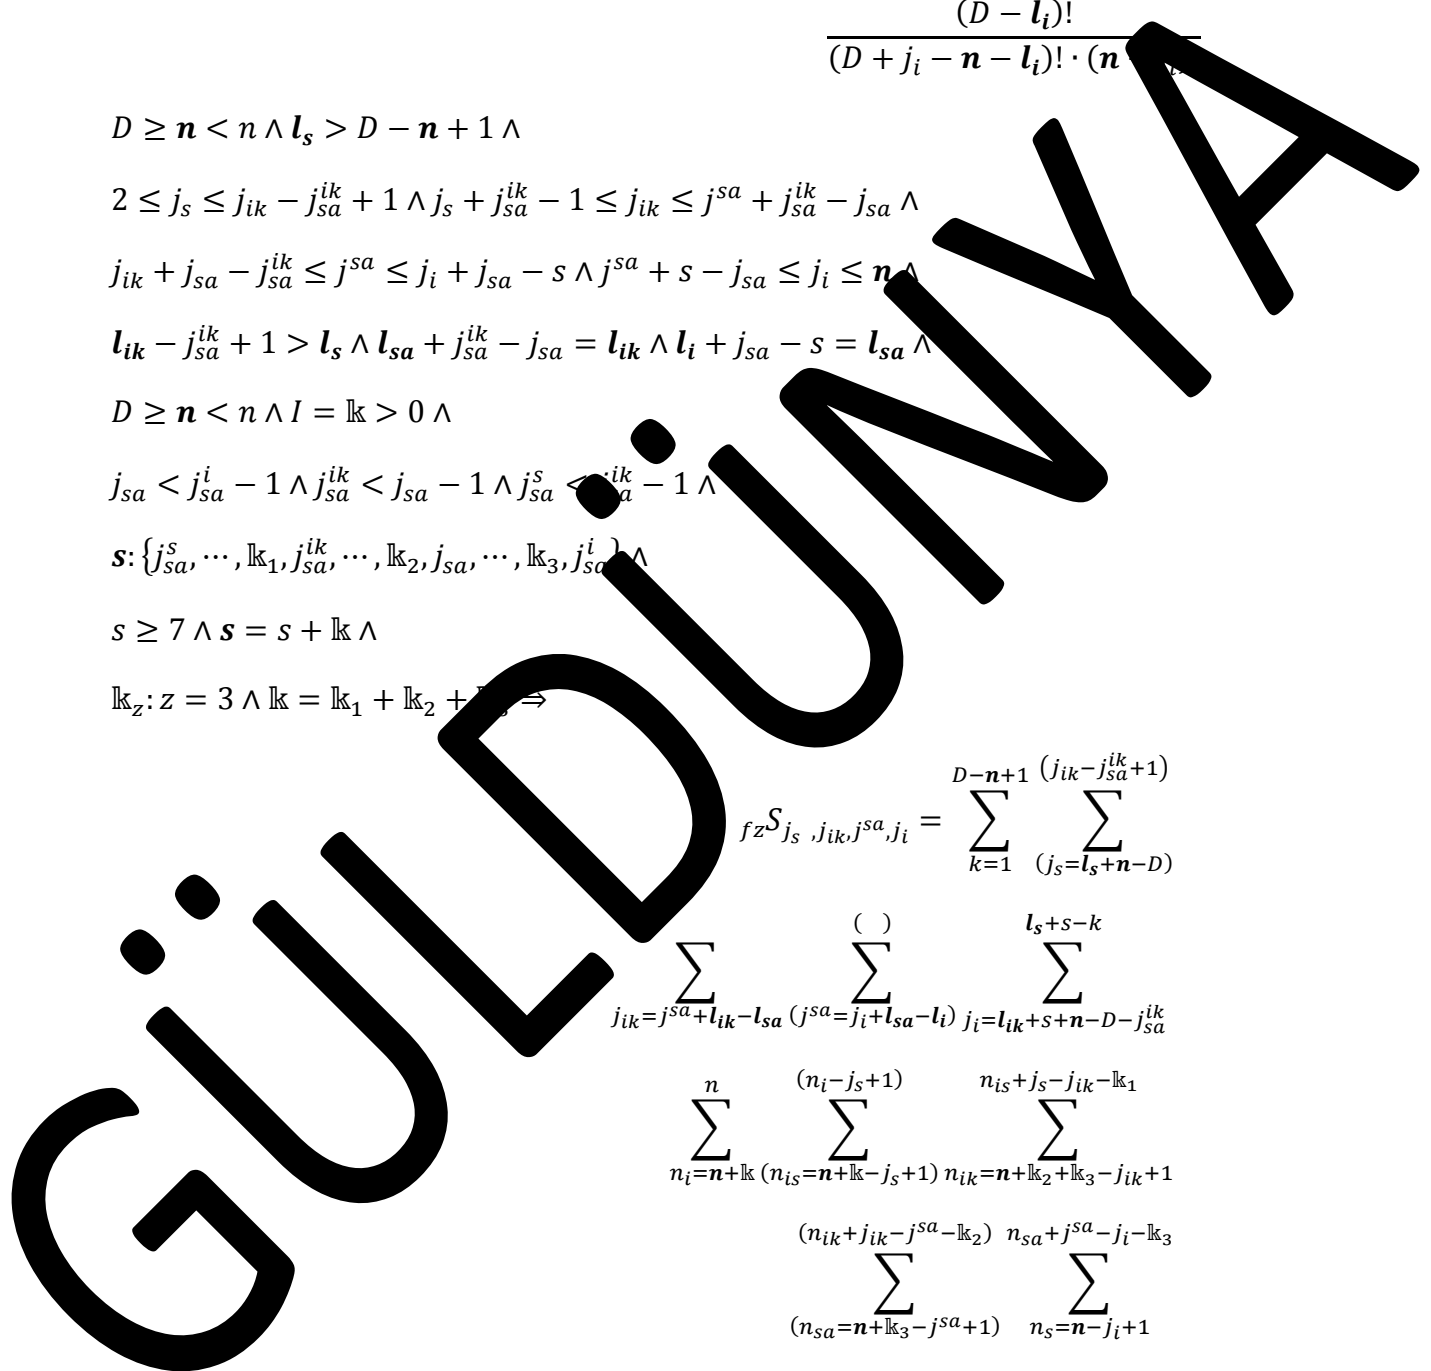 (D − l_i)!
(D + j_i − n − l_i)! · (n
D ≥ n < n ∧ l_s > D − n + 1 ∧
2 ≤ j_s ≤ j_ik − j_sa^ik + 1 ∧ j_s + j_sa^ik − 1 ≤ j_ik ≤ j^sa + j_sa^ik − j_sa ∧
j_ik + j_sa − j_sa^ik ≤ j^sa ≤ j_i + j_sa − s ∧ j^sa + s − j_sa ≤ j_i ≤ n ∧
l_ik − j_sa^ik + 1 > l_s ∧ l_sa + j_sa^ik − j_sa = l_ik ∧ l_i + j_sa − s = l_sa ∧
D ≥ n < n ∧ I = 𝕜 > 0 ∧
j_sa < j_sa^i − 1 ∧ j_sa^ik < j_sa − 1 ∧ j_sa^s < j_sa^ik − 1 ∧
s: {j_sa^s, ⋯ , 𝕜_1, j_sa^ik, ⋯ , 𝕜_2, j_sa, ⋯ , 𝕜_3, j_sa^i} ∧
s ≥ 7 ∧ s = s + 𝕜 ∧
𝕜_z: z = 3 ∧ 𝕜 = 𝕜_1 + 𝕜_2 + 𝕜_3 ⇒
D−n+1 (j_ik−j_sa^ik+1)
fzS_{j_s ,j_ik,j^sa,j_i} = ∑ ∑
k=1 (j_s=l_s+n−D)
( ) l_s+s−k
∑ ∑ ∑
j_ik=j^sa+l_ik−l_sa (j^sa=j_i+l_sa−l_i) j_i=l_ik+s+n−D−j_sa^ik
n (n_i−j_s+1) n_is+j_s−j_ik−𝕜_1
∑ ∑ ∑
n_i=n+𝕜 (n_is=n+𝕜−j_s+1) n_ik=n+𝕜_2+𝕜_3−j_ik+1
(n_ik+j_ik−j^sa−𝕜_2) n_sa+j^sa−j_i−𝕜_3
∑ ∑
(n_sa=n+𝕜_3−j^sa+1) n_s=n−j_i+1
GÜLDÜNYA